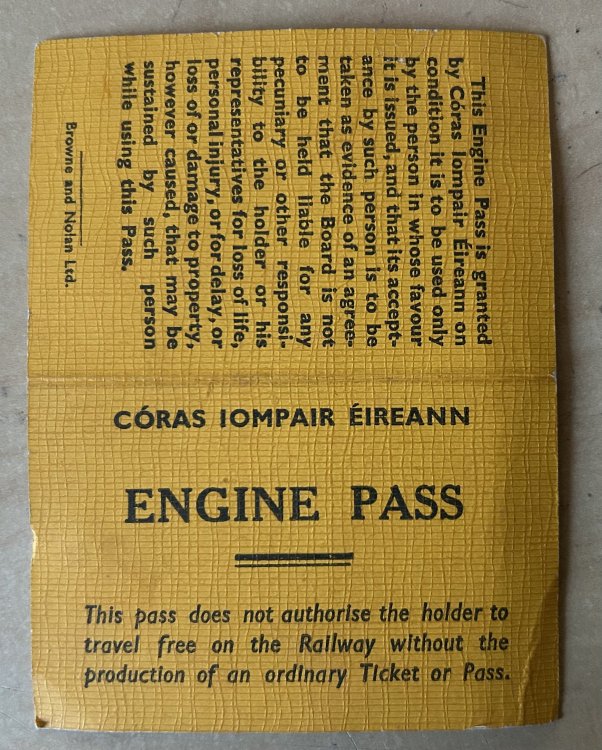 This Engine Pass is granted
by Córas Iompair Éireann on
condition it is to be used only
by the person in whose favour
it is issued, and that its accept-
ance by such person is to be
taken as evidence of an agree-
ment that the Board is not
to be held liable for any
pecuniary or other responsi-
bility to the holder or his
representatives for loss of life,
personal injury, or for delay, or
loss of or damage to property,
however caused, that may be
sustained by such person
while using this Pass.
Browne and Nolan Ltd.
CÓRAS IOMPAIR ÉIREANN
ENGINE PASS
This pass does not authorise the holder to
travel free on the Railway without the
production of an ordinary Ticket or Pass.